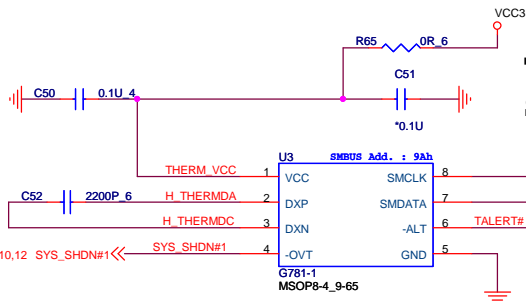 VCC3
R65 0R_6
C50 0.1U_4
C51
*0.1U
U3 SMBUS Add. : 9Ah
THERM_VCC 1 VCC SMCLK 8
C52 2200P_6 H_THERMDA 2 DXP SMDATA 7
H_THERMDC 3 DXN -ALT 6 TALERT#
10,12 SYS_SHDN#1 SYS_SHDN#1 4 -OVT GND 5
G781-1
MSOP8-4_9-65